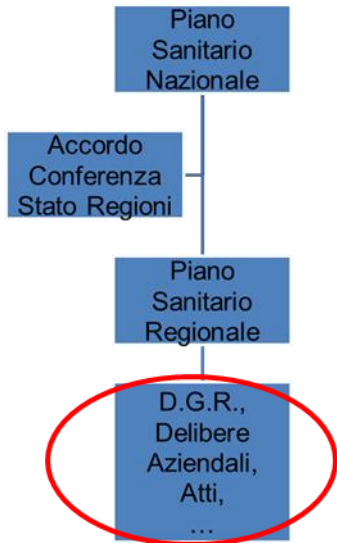 Piano
Sanitario
Nazionale
Accordo
Conferenza
Stato Regioni
Piano
Sanitario
Regionale
D.G.R.,
Delibere
Aziendali,
Atti,
...